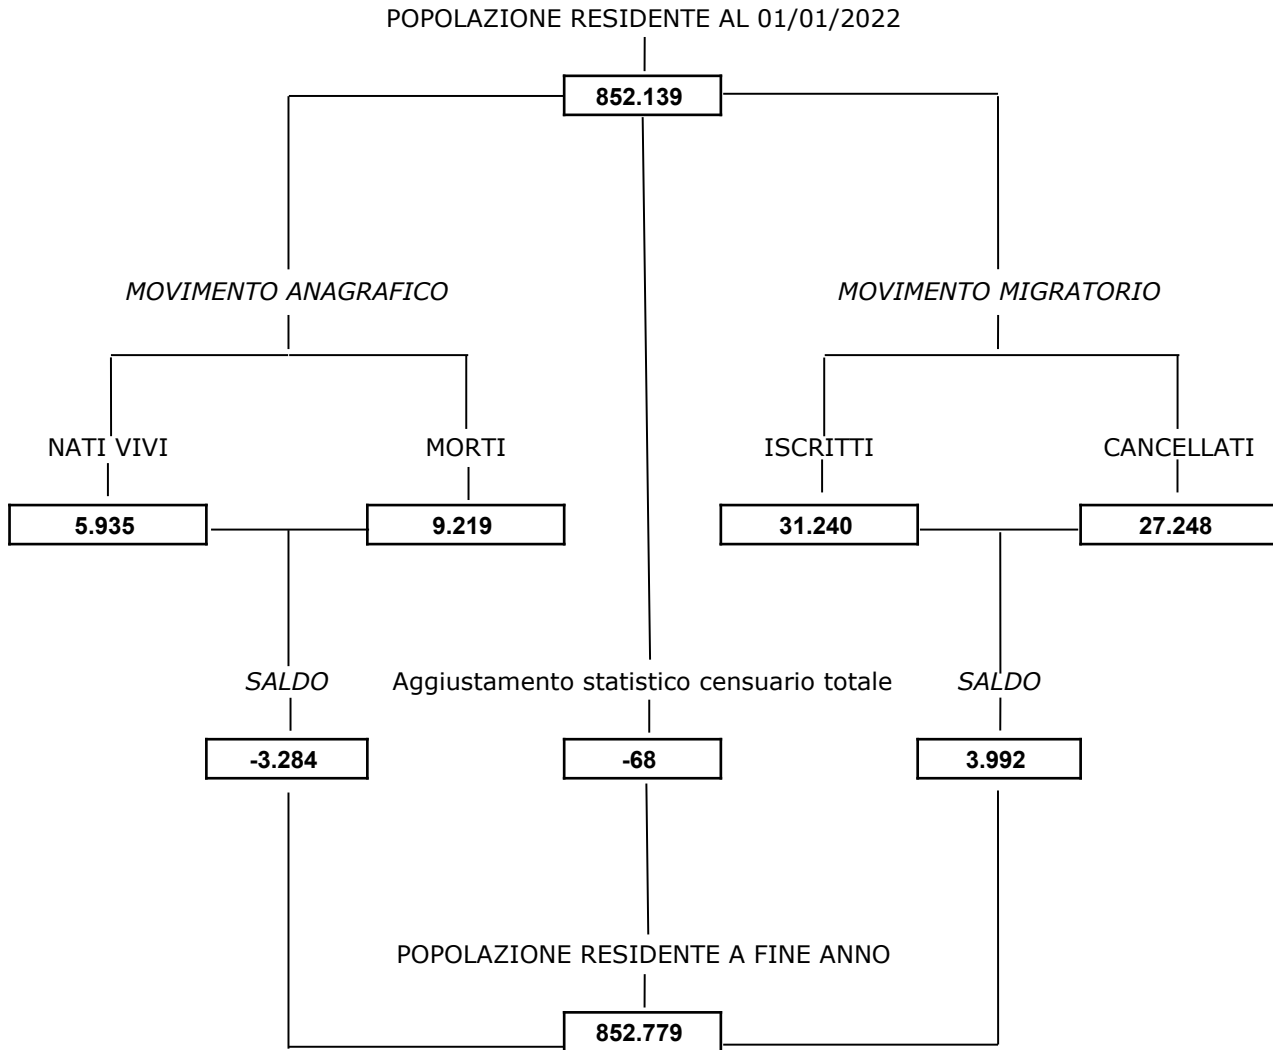 POPOLAZIONE RESIDENTE AL 01/01/2022
852.139
MOVIMENTO ANAGRAFICO
MOVIMENTO MIGRATORIO
NATI VIVI
MORTI
ISCRITTI
CANCELLATI
5.935
9.219
31.240
27.248
SALDO
Aggiustamento statistico censuario totale
SALDO
-3.284
-68
3.992
POPOLAZIONE RESIDENTE A FINE ANNO
852.779